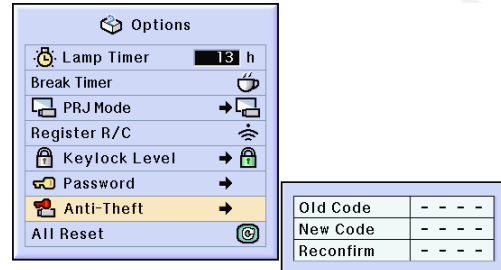 Options
Lamp Timer 13 h
Break Timer
PRJ Mode
Register R/C
Keylock Level
Password
Anti-Theft
All Reset
Old Code - - - -
New Code - - - -
Reconfirm - - - -